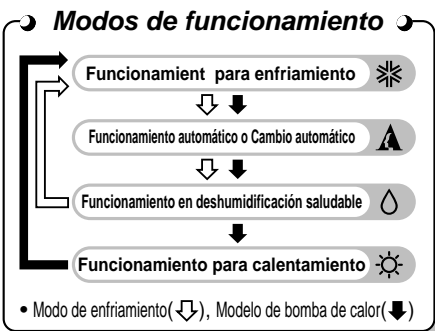 Modos de funcionamiento
Funcionamient para enfriamiento
Funcionamiento automático o Cambio automático
Funcionamiento en deshumidificación saludable
Funcionamiento para calentamiento
• Modo de enfriamiento(⇩), Modelo de bomba de calor(⬇)